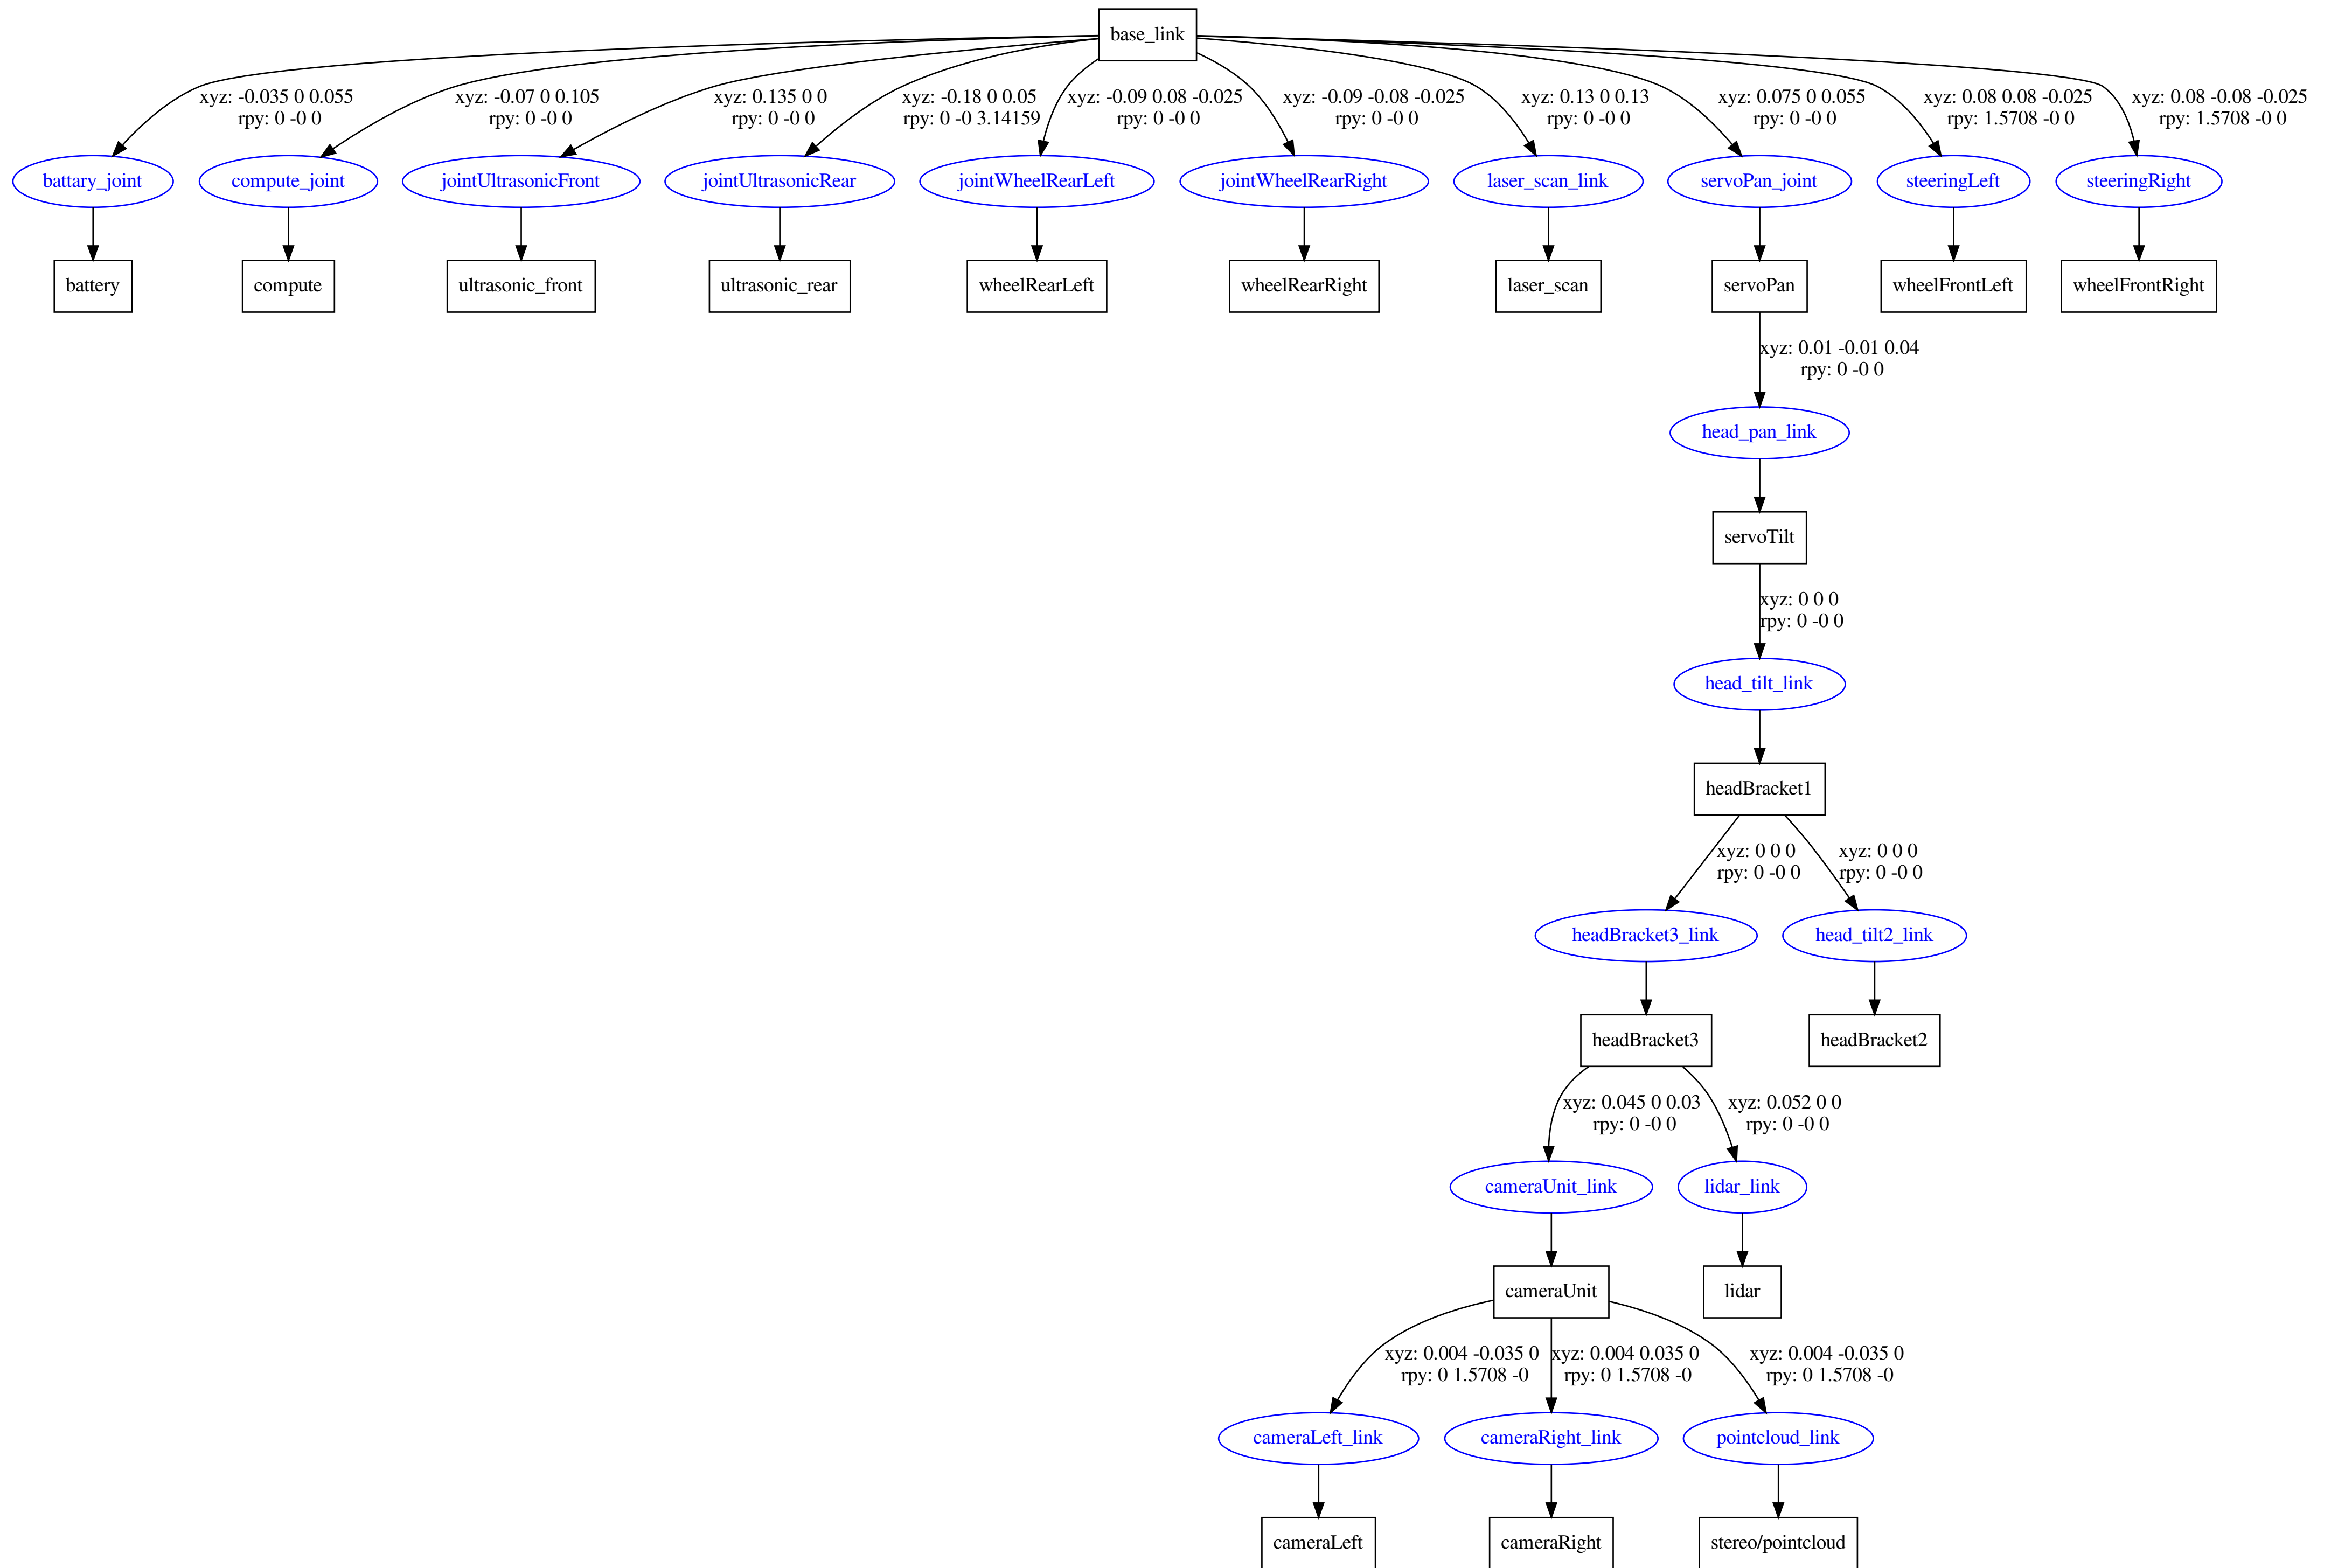 base_link
xyz: -0.035 0 0.055
rpy: 0 -0 0
xyz: -0.07 0 0.105
rpy: 0 -0 0
xyz: 0.135 0 0
rpy: 0 -0 0
xyz: -0.18 0 0.05
rpy: 0 -0 3.14159
xyz: -0.09 0.08 -0.025
rpy: 0 -0 0
xyz: -0.09 -0.08 -0.025
rpy: 0 -0 0
xyz: 0.13 0 0.13
rpy: 0 -0 0
xyz: 0.075 0 0.055
rpy: 0 -0 0
xyz: 0.08 0.08 -0.025
rpy: 1.5708 -0 0
xyz: 0.08 -0.08 -0.025
rpy: 1.5708 -0 0
battary_joint
compute_joint
jointUltrasonicFront
jointUltrasonicRear
jointWheelRearLeft
jointWheelRearRight
laser_scan_link
servoPan_joint
steeringLeft
steeringRight
battery
compute
ultrasonic_front
ultrasonic_rear
wheelRearLeft
wheelRearRight
laser_scan
servoPan
wheelFrontLeft
wheelFrontRight
xyz: 0.01 -0.01 0.04
rpy: 0 -0 0
head_pan_link
servoTilt
xyz: 0 0 0
rpy: 0 -0 0
head_tilt_link
headBracket1
xyz: 0 0 0
rpy: 0 -0 0
xyz: 0 0 0
rpy: 0 -0 0
headBracket3_link
head_tilt2_link
headBracket3
headBracket2
xyz: 0.045 0 0.03
rpy: 0 -0 0
xyz: 0.052 0 0
rpy: 0 -0 0
cameraUnit_link
lidar_link
cameraUnit
lidar
xyz: 0.004 -0.035 0
rpy: 0 1.5708 -0
xyz: 0.004 0.035 0
rpy: 0 1.5708 -0
xyz: 0.004 -0.035 0
rpy: 0 1.5708 -0
cameraLeft_link
cameraRight_link
pointcloud_link
cameraLeft
cameraRight
stereo/pointcloud